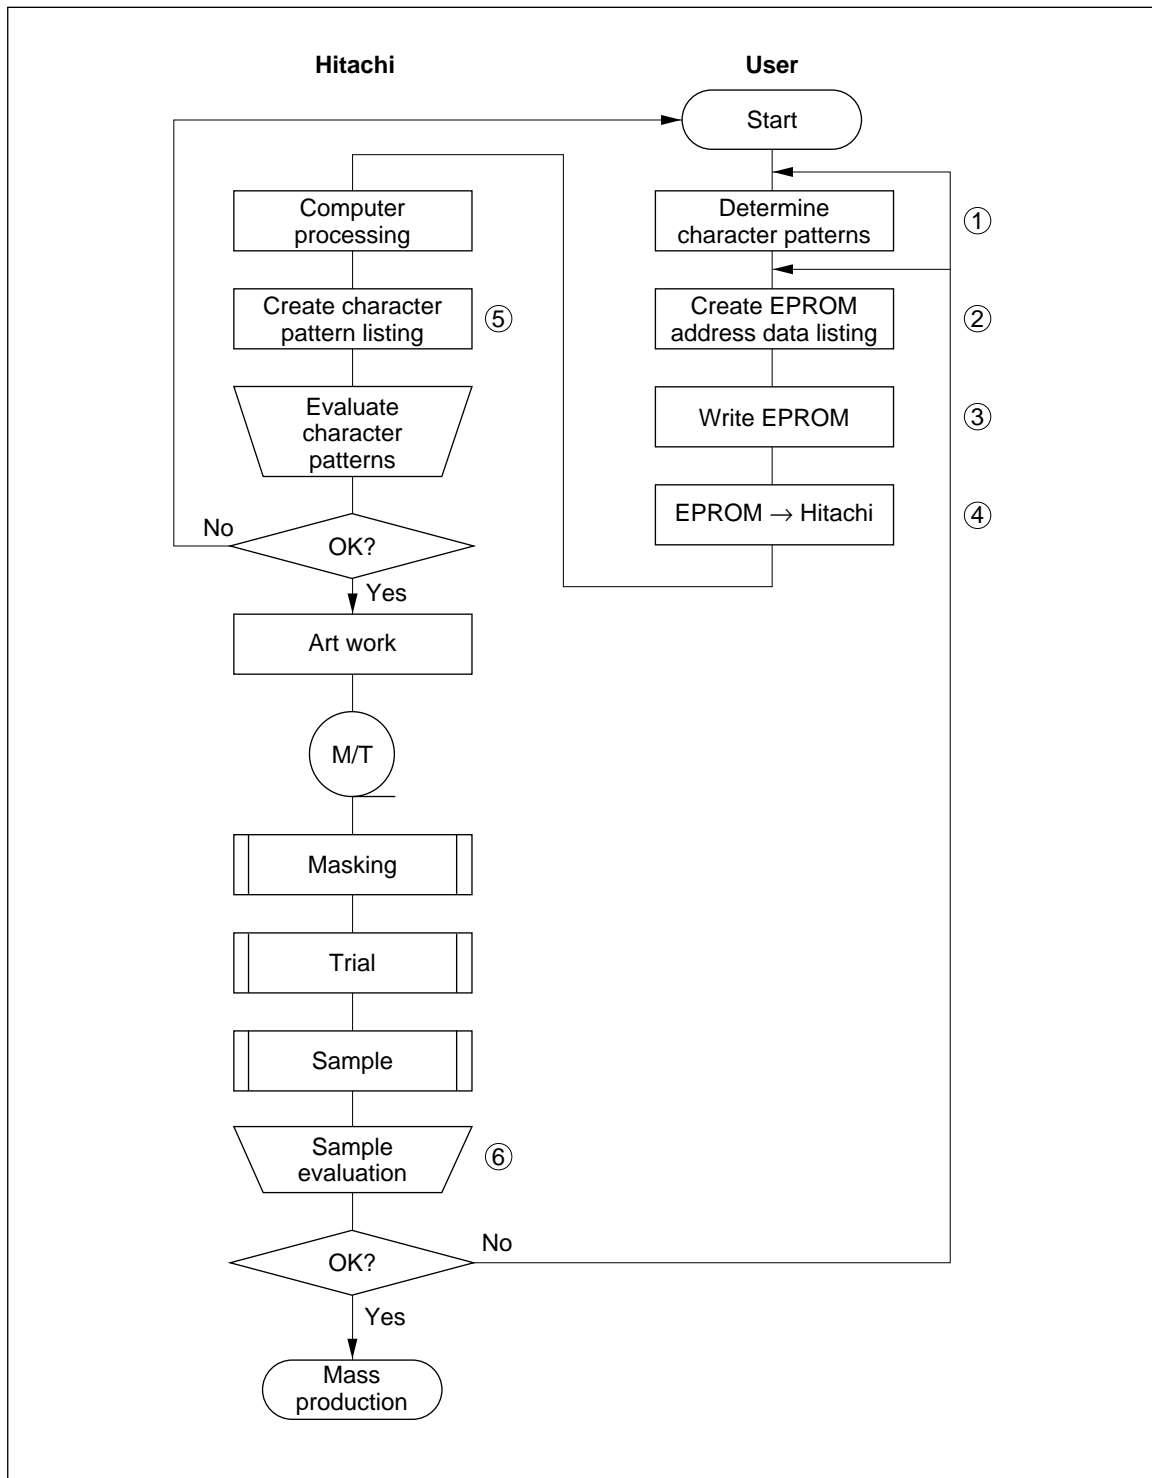 Hitachi
User
Start
Determine
character patterns
①
Create EPROM
address data listing
②
Write EPROM
③
EPROM → Hitachi
④
Computer
processing
Create character
pattern listing
⑤
Evaluate
character
patterns
OK?
No
Yes
Art work
M/T
Masking
Trial
Sample
Sample
evaluation
⑥
OK?
No
Yes
Mass
production